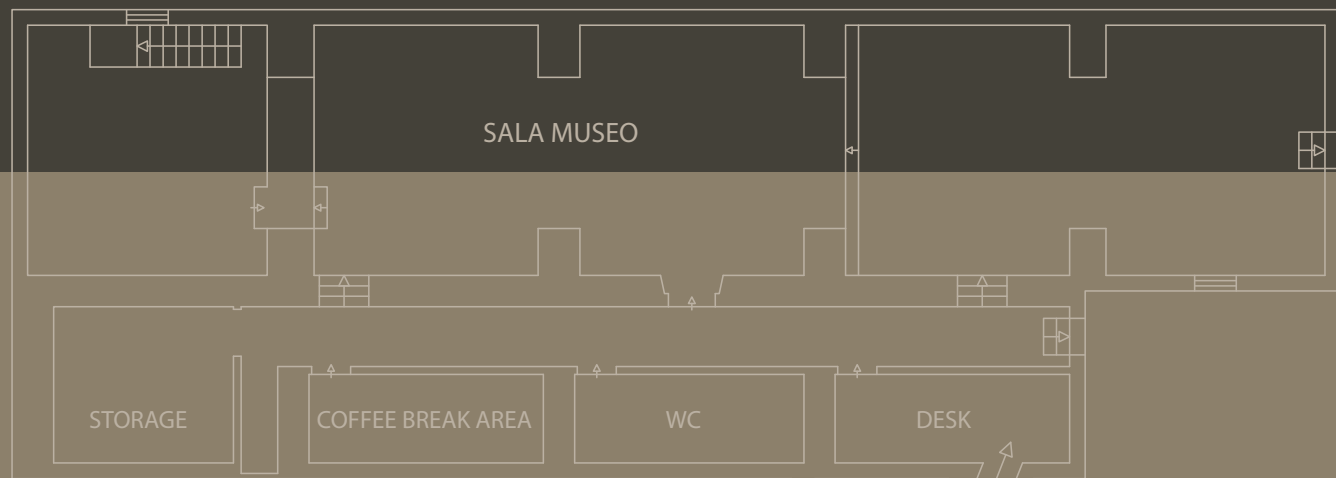 SALA MUSEO
STORAGE
COFFEE BREAK AREA
WC
DESK